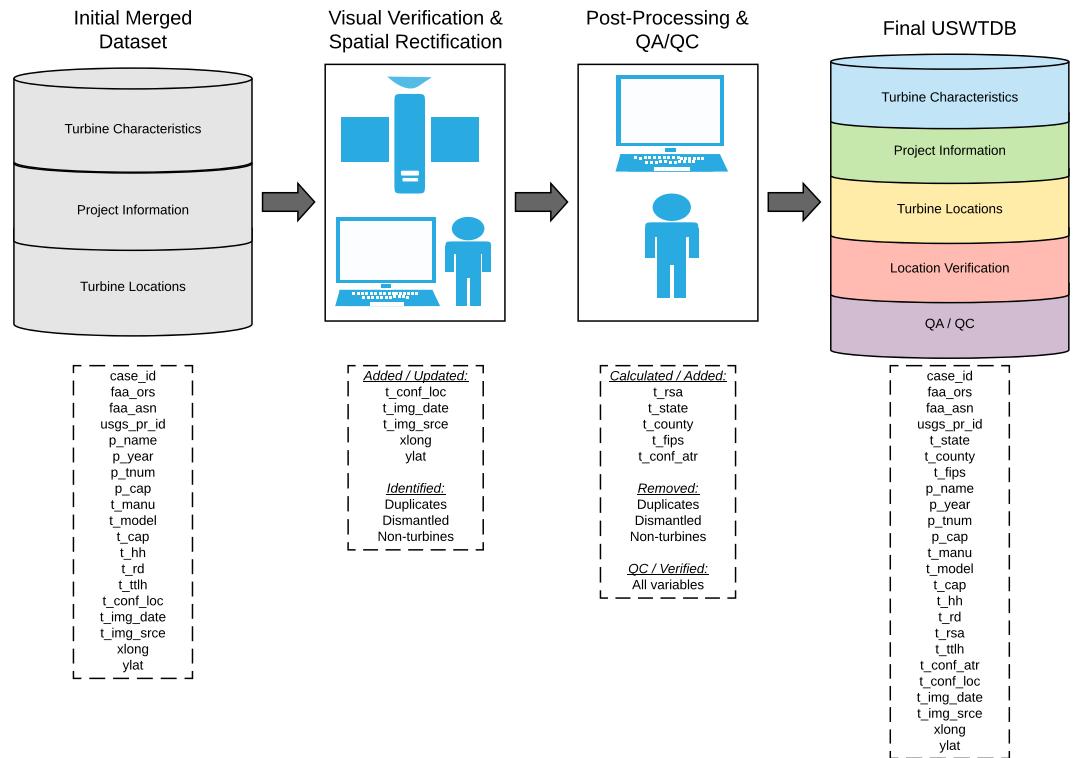 Initial Merged
Dataset
Turbine Characteristics
Project Information
Turbine Locations
case_id
faa_ors
faa_asn
usgs_pr_id
p_name
p_year
p_tnum
p_cap
t_manu
t_model
t_cap
t_hh
t_rd
t_ttlh
t_conf_loc
t_img_date
t_img_srce
xlong
ylat
Visual Verification &
Spatial Rectification
Added / Updated:
t_conf_loc
t_img_date
t_img_srce
xlong
ylat
Identified:
Duplicates
Dismantled
Non-turbines
Post-Processing &
QA/QC
Calculated / Added:
t_rsa
t_state
t_county
t_fips
t_conf_atr
Removed:
Duplicates
Dismantled
Non-turbines
QC / Verified:
All variables
Final USWTDB
Turbine Characteristics
Project Information
Turbine Locations
Location Verification
QA / QC
case_id
faa_ors
faa_asn
usgs_pr_id
t_state
t_county
t_fips
p_name
p_year
p_tnum
p_cap
t_manu
t_model
t_cap
t_hh
t_rd
t_rsa
t_ttlh
t_conf_atr
t_conf_loc
t_img_date
t_img_srce
xlong
ylat